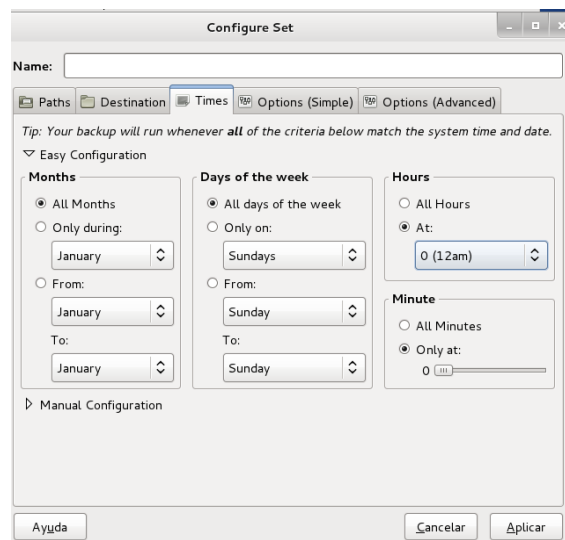 Configure Set
Name:
Paths Destination Times Options (Simple) Options (Advanced)
Tip: Your backup will run whenever all of the criteria below match the system time and date.
Easy Configuration
Months
All Months
Only during:
January
From:
January
To:
January
Days of the week
All days of the week
Only on:
Sundays
From:
Sunday
To:
Sunday
Hours
All Hours
At:
0 (12am)
Minute
All Minutes
Only at:
0
Manual Configuration
Ayuda Cancelar Aplicar